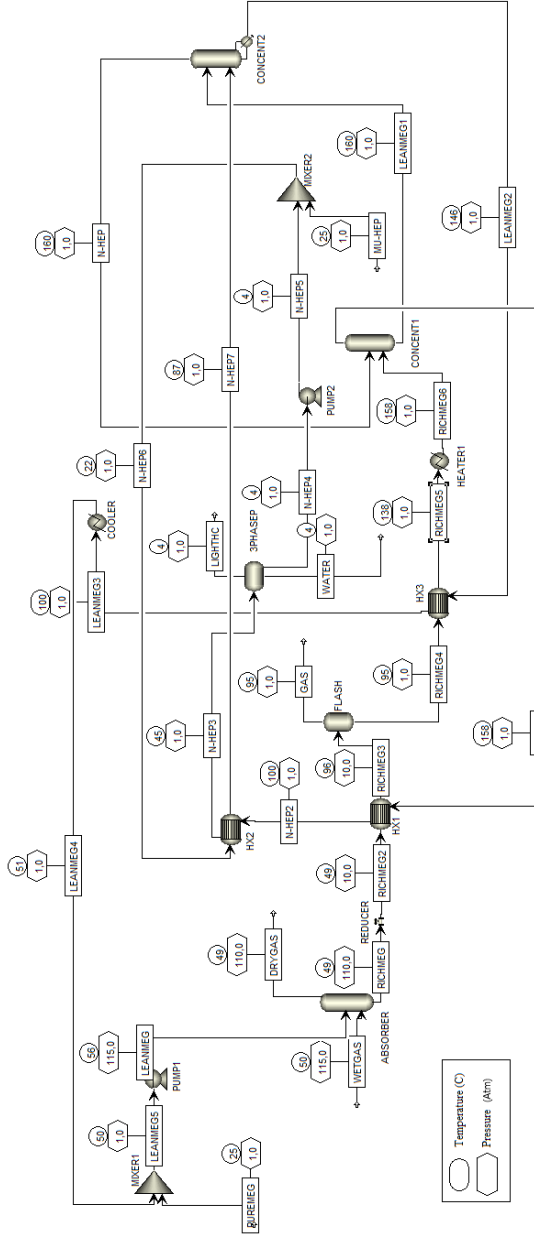 PUREMEG
25
1,0
MIXER1
50
1,0
LEANMEG5
PUMP1
56
115,0
LEANMEG
51
1,0
LEANMEG4
100
1,0
LEANMEG3
COOLER
22
1,0
N-HEP6
160
1,0
N-HEP
45
1,0
N-HEP3
4
1,0
LIGHTHC
87
1,0
N-HEP7
HX2
3PHASEP
4
1,0
N-HEP5
MIXER2
CONCENT2
49
110,0
DRYGAS
100
1,0
N-HEP2
4
1,0
N-HEP4
4
1,0
WATER
PUMP2
25
1,0
MU-HEP
50
115,0
WETGAS
ABSORBER
49
110,0
RICHMEG
REDUCER
49
10,0
RICHMEG2
HX1
96
10,0
RICHMEG3
FLASH
95
1,0
GAS
95
1,0
RICHMEG4
HX3
138
1,0
RICHMEG5
HEATER1
158
1,0
RICHMEG6
CONCENT1
160
1,0
LEANMEG1
146
1,0
LEANMEG2
158
1,0
Temperature (C)
Pressure (Atm)